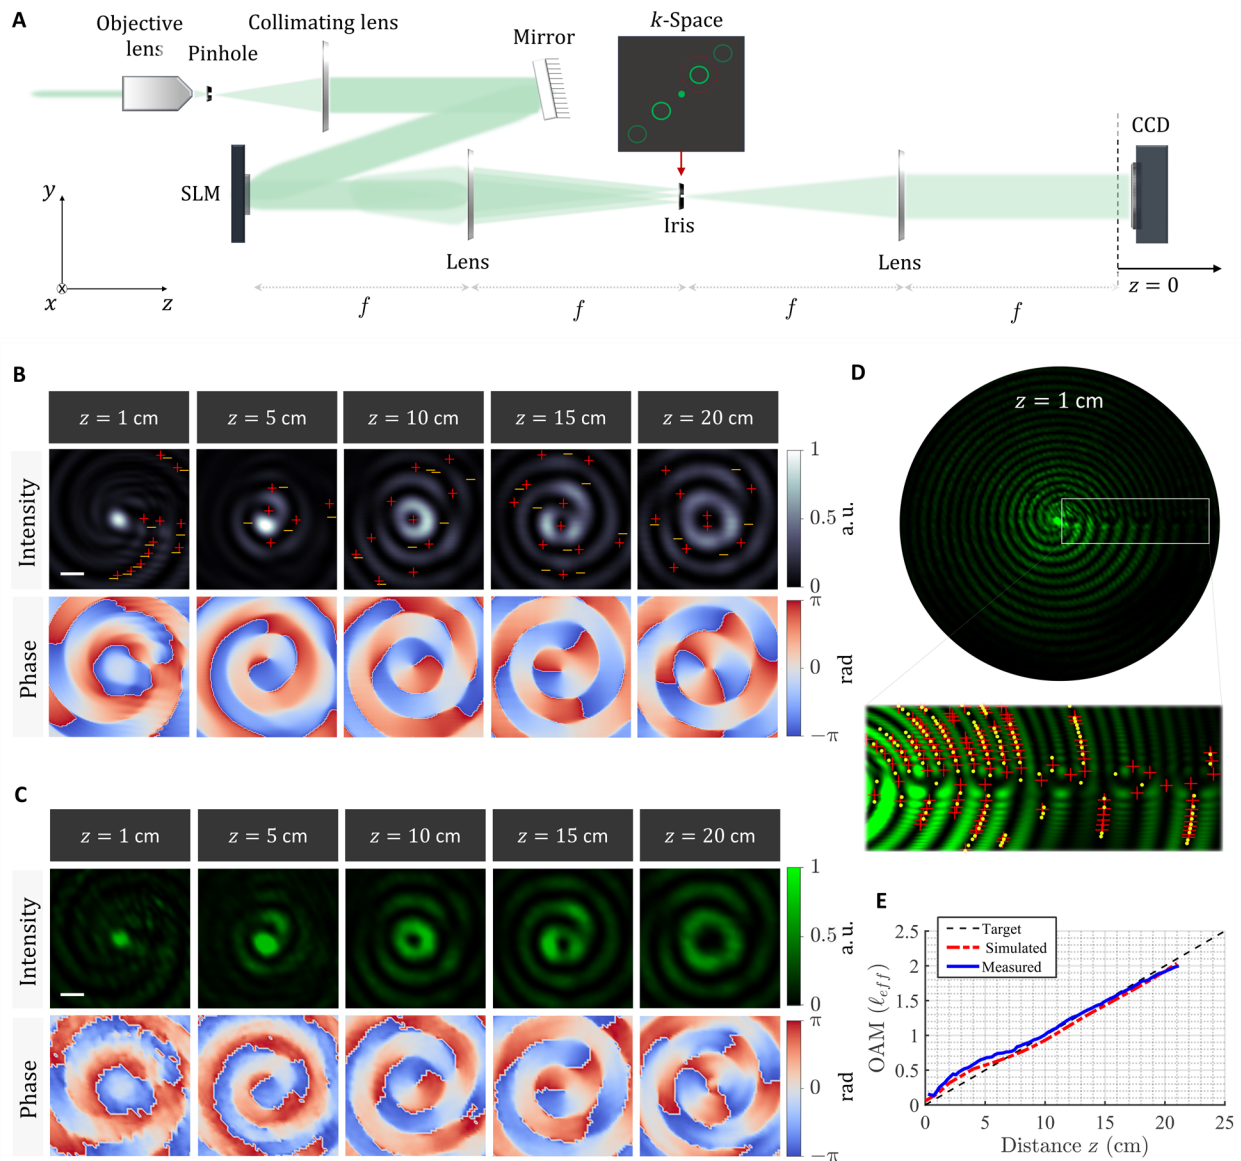 A
Objective
lens
Pinhole
Collimating lens
Mirror
k-Space
CCD
SLM
y
x
z
Lens
Iris
Lens
z = 0
f
f
f
f
B
z = 1 cm
z = 5 cm
z = 10 cm
z = 15 cm
z = 20 cm
Intensity
1
0.5
0
a. u.
Phase
π
0
−π
rad
C
z = 1 cm
z = 5 cm
z = 10 cm
z = 15 cm
z = 20 cm
Intensity
1
0.5
0
a. u.
Phase
π
0
−π
rad
D
z = 1 cm
E
Target
Simulated
Measured
OAM (ℓeff)
2.5
2
1.5
1
0.5
0
0
5
10
15
20
25
Distance z (cm)